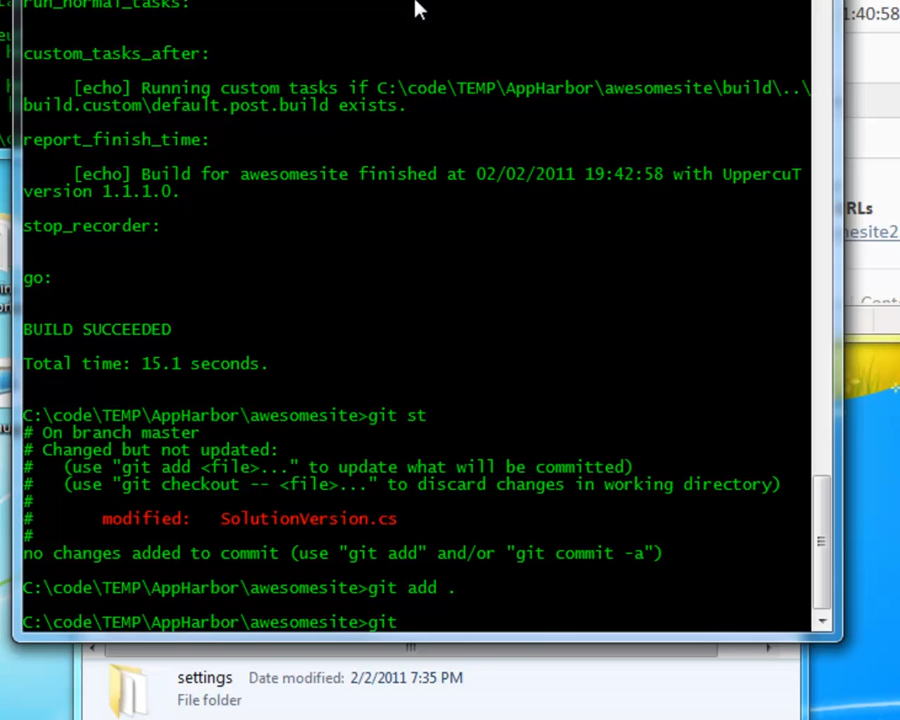 run_normal_tasks:
1:40:58
custom_tasks_after:
[echo] Running custom tasks if C:\code\TEMP\AppHarbor\awesomesite\build\..\
build.custom\default.post.build exists.
report_finish_time:
[echo] Build for awesomesite finished at 02/02/2011 19:42:58 with UppercuT
version 1.1.1.0.
RLs
stop_recorder:
nesite2
go:
BUILD SUCCEEDED
Total time: 15.1 seconds.
C:\code\TEMP\AppHarbor\awesomesite>git st
# On branch master
# Changed but not updated:
#   (use "git add <file>..." to update what will be committed)
#   (use "git checkout -- <file>..." to discard changes in working directory)
#
#       modified:   SolutionVersion.cs
#
no changes added to commit (use "git add" and/or "git commit -a")
C:\code\TEMP\AppHarbor\awesomesite>git add .
C:\code\TEMP\AppHarbor\awesomesite>git
settings Date modified: 2/2/2011 7:35 PM
File folder